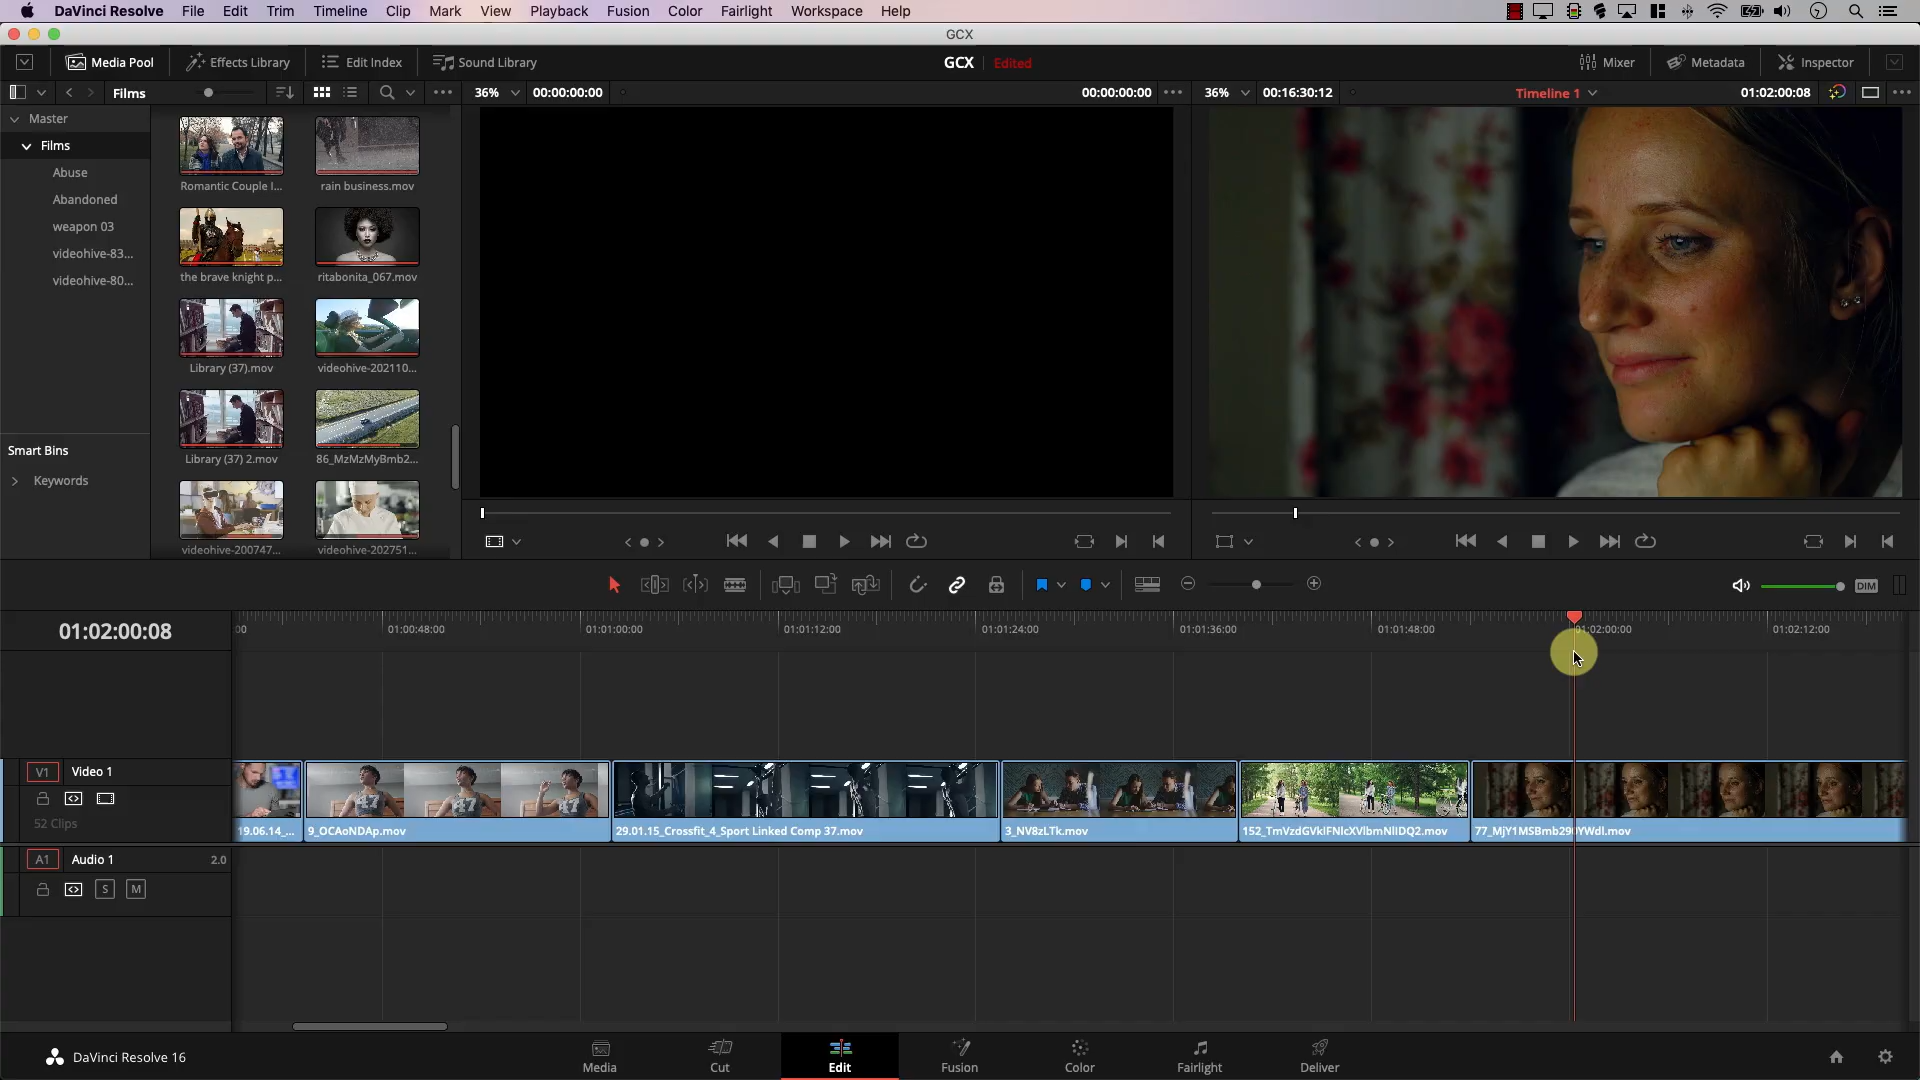 DaVinci Resolve File Edit Trim Timeline Clip Mark View Playback Fusion Color Fairlight Workspace Help
GCX
Media Pool Effects Library Edit Index Sound Library GCX Edited Mixer Metadata Inspector
Films 36% 00:00:00:00 00:00:00:00 36% 00:16:30:12 Timeline 1 01:02:00:08
Master
Films
Abuse
Abandoned
weapon 03
videohive-83...
videohive-80...
Smart Bins
Keywords
Romantic Couple I... rain business.mov
the brave knight p... ritabonita_067.mov
Library (37).mov videohive-202110...
Library (37) 2.mov 86_MzMzMyBmb2...
videohive-200747... videohive-202751...
DIM
01:02:00:08
00 01:00:48:00 01:01:00:00 01:01:12:00 01:01:24:00 01:01:36:00 01:01:48:00 01:02:00:00 01:02:12:00
V1 Video 1
52 Clips
19.06.14_... 9_OCAoNDAp.mov 29.01.15_Crossfit_4_Sport Linked Comp 37.mov 3_NV8zLTk.mov
A1 Audio 1 2.0
S M
DaVinci Resolve 16
Media Cut Edit Fusion Color Fairlight Deliver